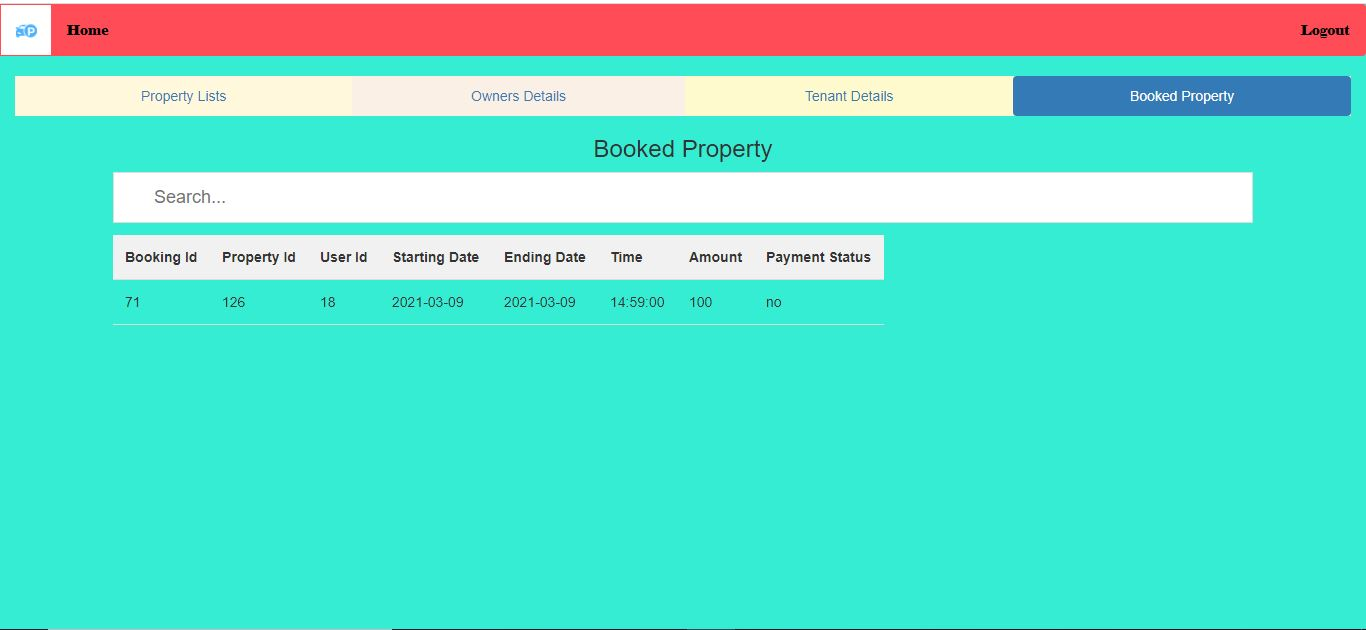 P
Home
Logout
Property Lists
Owners Details
Tenant Details
Booked Property
Booked Property
Search...
Booking Id Property Id User Id Starting Date Ending Date Time Amount Payment Status
71 126 18 2021-03-09 2021-03-09 14:59:00 100 no